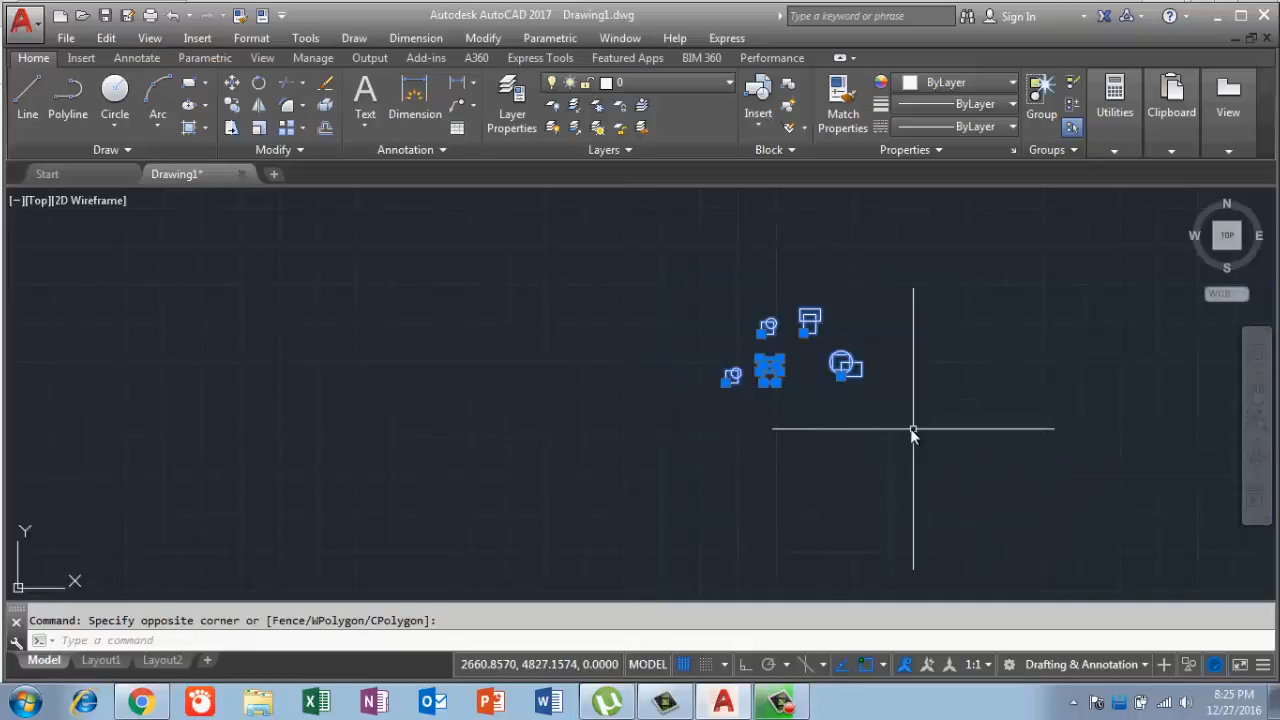 Autodesk AutoCAD 2017 Drawing1.dwg
Type a keyword or phrase
Sign In
File Edit View Insert Format Tools Draw Dimension Modify Parametric Window Help Express
Home Insert Annotate Parametric View Manage Output Add-ins A360 Express Tools Featured Apps BIM 360 Performance
0
ByLayer
ByLayer
ByLayer
Line Polyline Circle Arc
Text Dimension
Layer Properties
Insert
Match Properties
Group
Utilities
Clipboard
View
Draw Modify Annotation Layers Block Properties Groups
Start Drawing1*
[−][Top][2D Wireframe]
N
W TOP E
S
WCS
Y
X
Command: Specify opposite corner or [Fence/WPolygon/CPolygon]:
Type a command
Model Layout1 Layout2
2660.8570, 4827.1574, 0.0000 MODEL 1:1 Drafting & Annotation
8:25 PM
12/27/2016